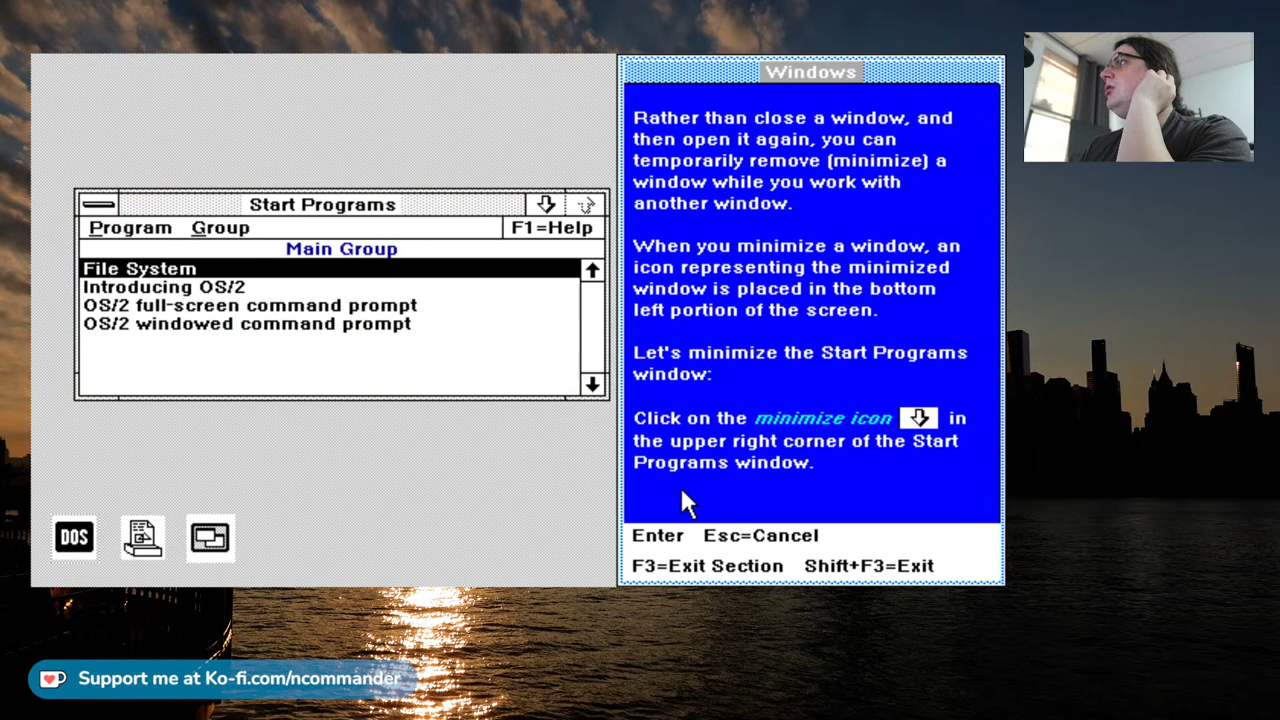 Start Programs
Program Group F1=Help
Main Group
File System
Introducing OS/2
OS/2 full-screen command prompt
OS/2 windowed command prompt
DOS
Windows
Rather than close a window, and
then open it again, you can
temporarily remove (minimize) a
window while you work with
another window.
When you minimize a window, an
icon representing the minimized
window is placed in the bottom
left portion of the screen.
Let's minimize the Start Programs
window:
Click on the minimize icon in
the upper right corner of the Start
Programs window.
Enter Esc=Cancel
F3=Exit Section Shift+F3=Exit
Support me at Ko-fi.com/ncommander